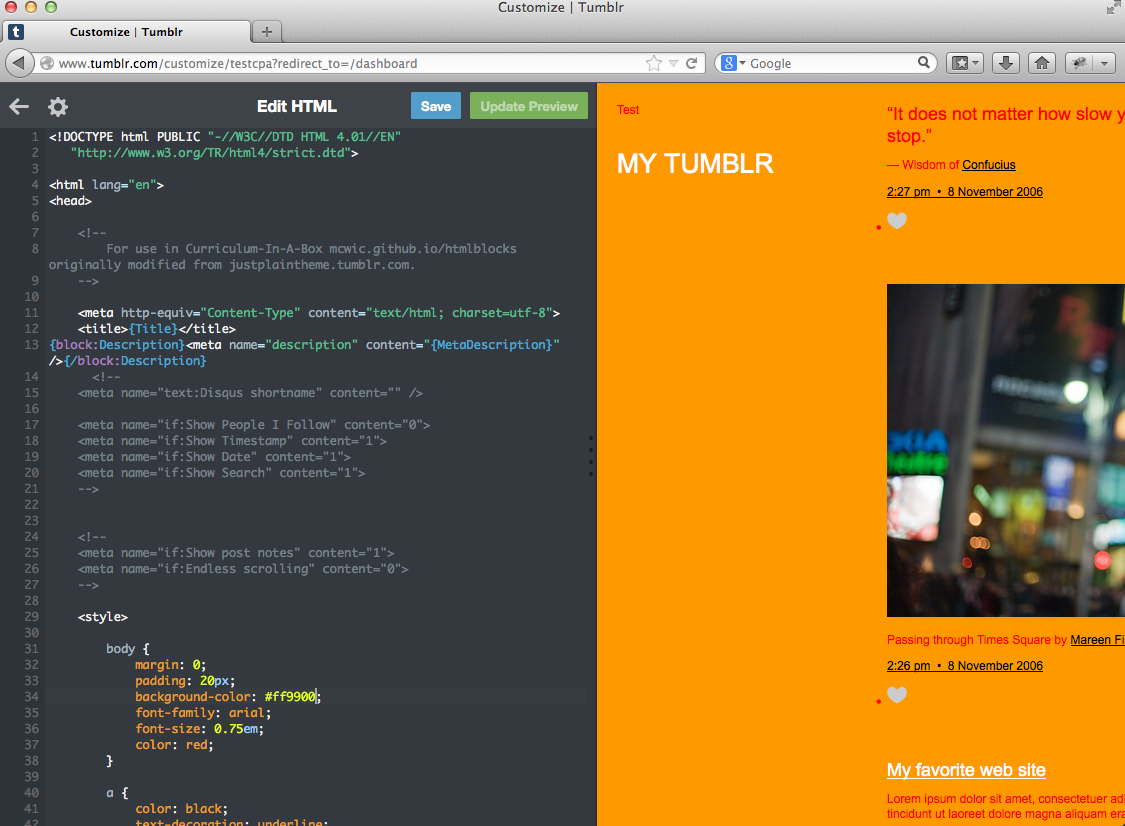 Customize | Tumblr
Customize | Tumblr
www.tumblr.com/customize/testcpa?redirect_to=/dashboard
Google
Edit HTML
Save
Update Preview
1 <!DOCTYPE html PUBLIC "-//W3C//DTD HTML 4.01//EN"
2 "http://www.w3.org/TR/html4/strict.dtd">
3
4 <html lang="en">
5 <head>
6
7 <!--
8 For use in Curriculum-In-A-Box mcwic.github.io/htmlblocks
originally modified from justplaintheme.tumblr.com.
9 -->
10
11 <meta http-equiv="Content-Type" content="text/html; charset=utf-8">
12 <title>{Title}</title>
13 {block:Description}<meta name="description" content="{MetaDescription}"
/>{/block:Description}
14 <!--
15 <meta name="text:Disqus shortname" content="" />
16
17 <meta name="if:Show People I Follow" content="0">
18 <meta name="if:Show Timestamp" content="1">
19 <meta name="if:Show Date" content="1">
20 <meta name="if:Show Search" content="1">
21 -->
22
23
24 <!--
25 <meta name="if:Show post notes" content="1">
26 <meta name="if:Endless scrolling" content="0">
27 -->
28
29 <style>
30
31 body {
32 margin: 0;
33 padding: 20px;
34 background-color: #ff9900;
35 font-family: arial;
36 font-size: 0.75em;
37 color: red;
38 }
39
40 a {
41 color: black;
42 text-decoration: underline;
Test
MY TUMBLR
“It does not matter how slow y
stop.”
— Wisdom of Confucius
2:27 pm • 8 November 2006
Passing through Times Square by Mareen Fi
2:26 pm • 8 November 2006
My favorite web site
Lorem ipsum dolor sit amet, consectetuer adi
tincidunt ut laoreet dolore magna aliquam era